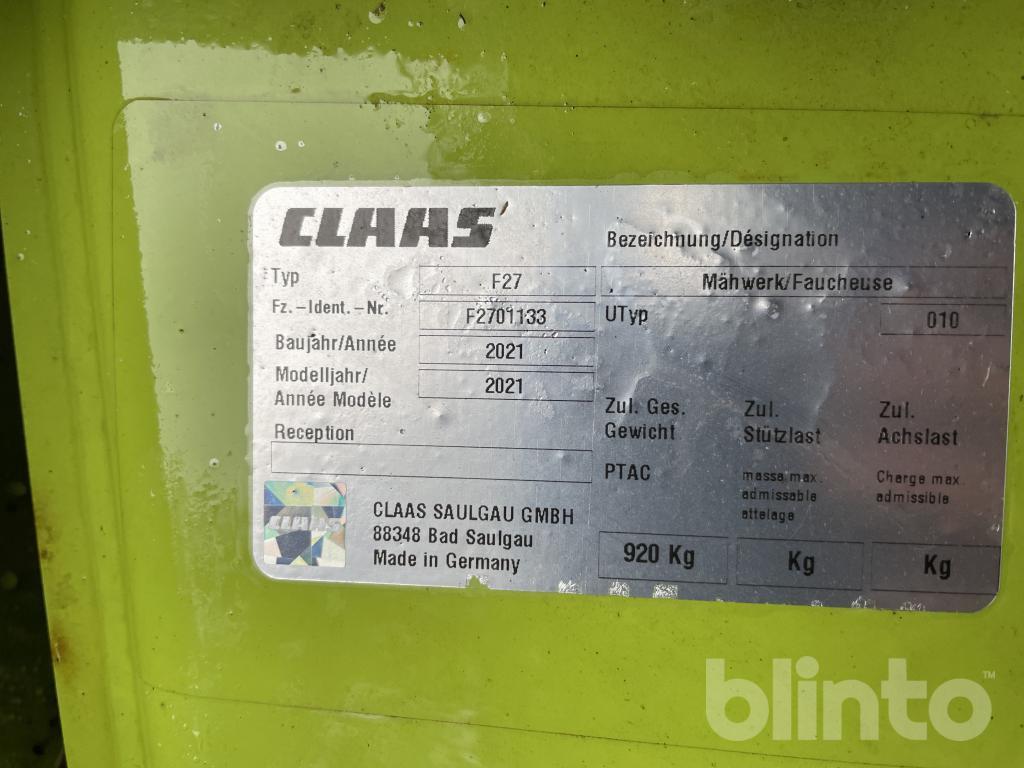 CLAAS
Bezeichnung/Désignation
Typ F27 Mähwerk/Faucheuse
Fz.-Ident.-Nr. F2701133 UTyp 010
Baujahr/Année 2021
Modelljahr/
Année Modèle 2021
Zul. Ges.
Gewicht
Zul.
Stützlast
Zul.
Achslast
Reception
PTAC
massa max.
admissable
attelage
Charge max.
admissible
CLAAS
CLAAS SAULGAU GMBH
88348 Bad Saulgau
Made in Germany
920 Kg Kg Kg
blinto™